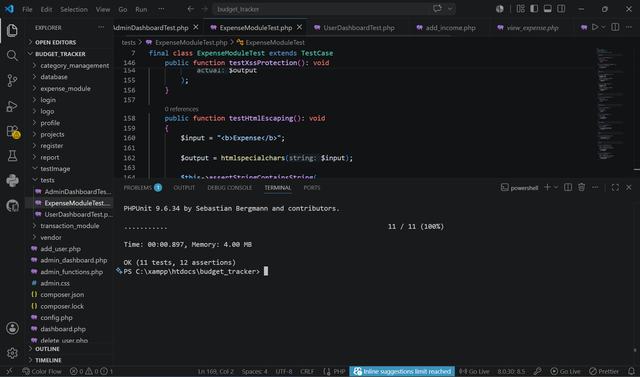 File Edit Selection View Go Run ··· budget_tracker
EXPLORER
OPEN EDITORS
BUDGET_TRACKER
category_management
database
expense_module
login
logo
profile
projects
register
report
testImage
tests
AdminDashboardTest....
ExpenseModuleTest....
UserDashboardTest.p...
transaction_module
vendor
add_user.php
admin_dashboard.php
admin_functions.php
admin.css
composer.json
composer.lock
config.php
dashboard.php
delete_user.php
OUTLINE
TIMELINE
AdminDashboardTest.php ExpenseModuleTest.php UserDashboardTest.php add_income.php view_expense.php
tests > ExpenseModuleTest.php > ExpenseModuleTest
7 final class ExpenseModuleTest extends TestCase
146 public function testXssProtection(): void
154 actual: $output
155 );
156 }
157
0 references
158 public function testHtmlEscaping(): void
159 {
160 $input = "<b>Expense</b>";
161
162 $output = htmlspecialchars(string: $input);
163
164 $this->assertStringContainsString(
PROBLEMS 1 OUTPUT DEBUG CONSOLE TERMINAL PORTS
powershell
PHPUnit 9.6.34 by Sebastian Bergmann and contributors.
........... 11 / 11 (100%)
Time: 00:00.897, Memory: 4.00 MB
OK (11 tests, 12 assertions)
PS C:\xampp\htdocs\budget_tracker>
Color Flow 0 0 1 Ln 169, Col 2 Spaces: 4 UTF-8 CRLF {} PHP Inline suggestions limit reached Go Live 8.0.30: 8.5 Go Live Prettier